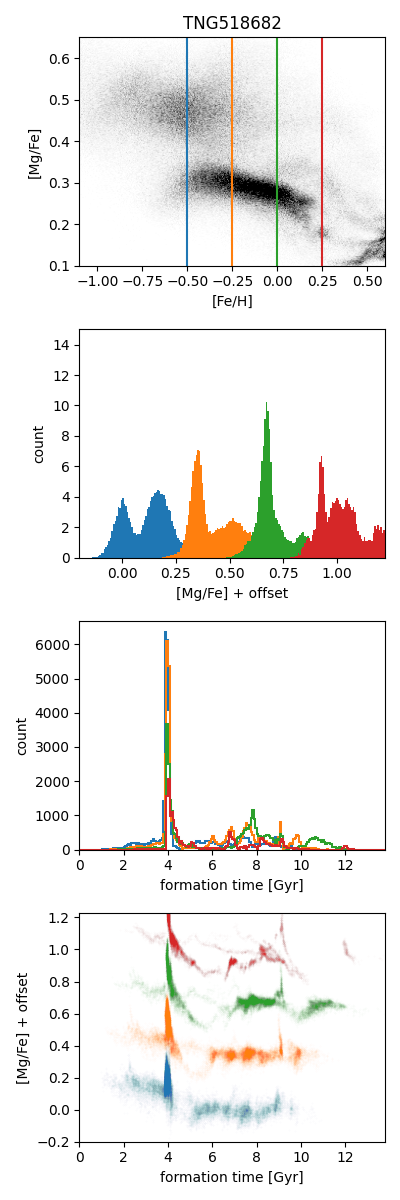 TNG518682
0.6
0.5
0.4
0.3
0.2
0.1
[Mg/Fe]
−1.00 −0.75 −0.50 −0.25 0.00 0.25 0.50
[Fe/H]
14
12
10
8
6
4
2
0
count
0.00 0.25 0.50 0.75 1.00
[Mg/Fe] + offset
6000
5000
4000
3000
2000
1000
0
count
0 2 4 6 8 10 12
formation time [Gyr]
1.2
1.0
0.8
0.6
0.4
0.2
0.0
−0.2
[Mg/Fe] + offset
0 2 4 6 8 10 12
formation time [Gyr]